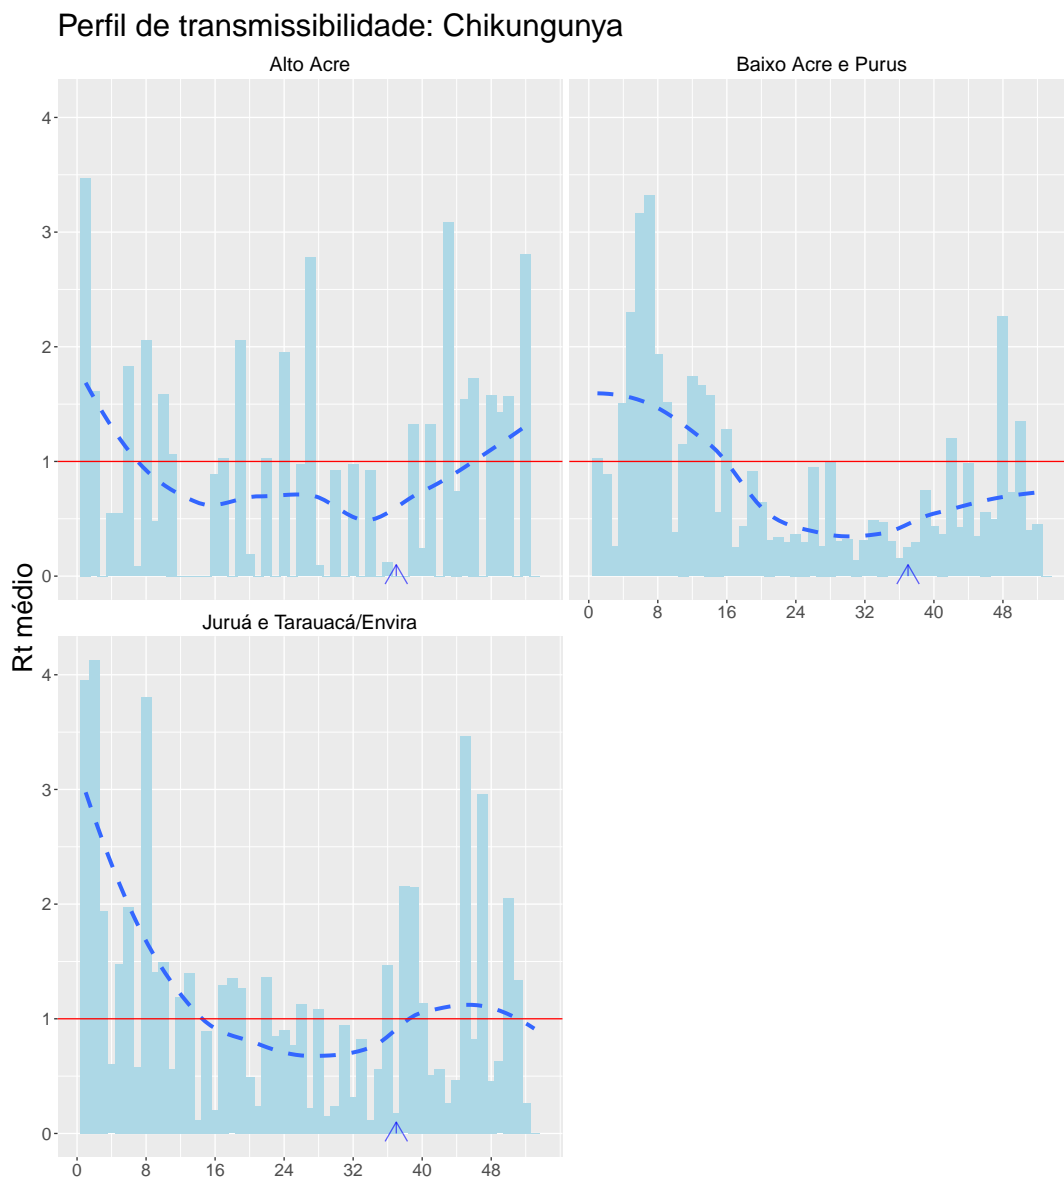 Perfil de transmissibilidade: Chikungunya
Alto Acre
Baixo Acre e Purus
4
3
2
1
0
0 8 16 24 32 40 48
Rt médio
Juruá e Tarauacá/Envira
4
3
2
1
0
0 8 16 24 32 40 48